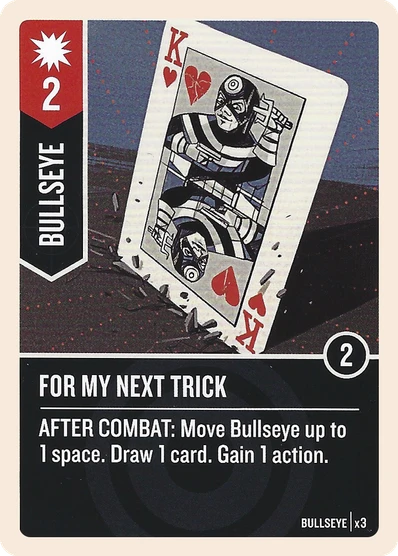 2
BULLSEYE
K
K
2
FOR MY NEXT TRICK
AFTER COMBAT: Move Bullseye up to
1 space. Draw 1 card. Gain 1 action.
BULLSEYE | x3